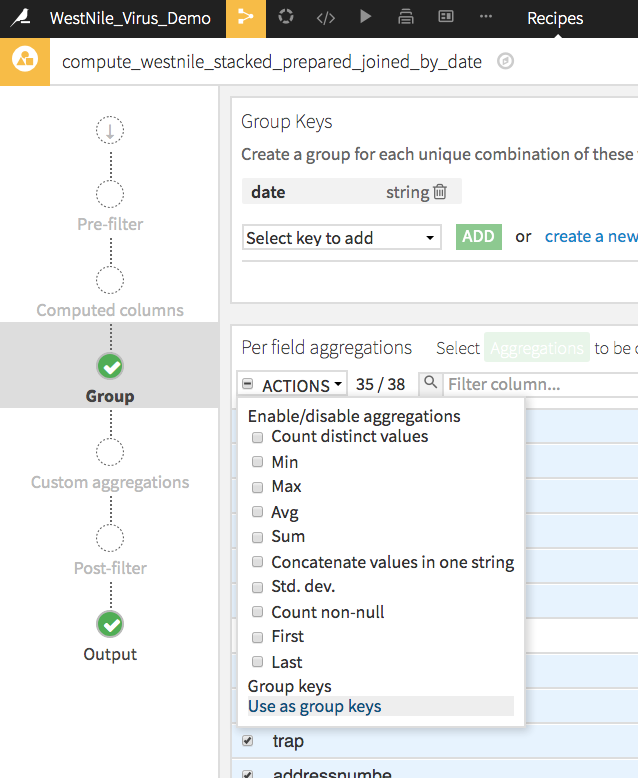 WestNile_Virus_Demo
Recipes
compute_westnile_stacked_prepared_joined_by_date
Pre-filter
Computed columns
Group
Custom aggregations
Post-filter
Output
Group Keys
Create a group for each unique combination of these
date string
Select key to add ADD or create a new
Per field aggregations Select Aggregations to be
ACTIONS 35 / 38 Filter column...
Enable/disable aggregations
Count distinct values
Min
Max
Avg
Sum
Concatenate values in one string
Std. dev.
Count non-null
First
Last
Group keys
Use as group keys
trap
addressnumbe